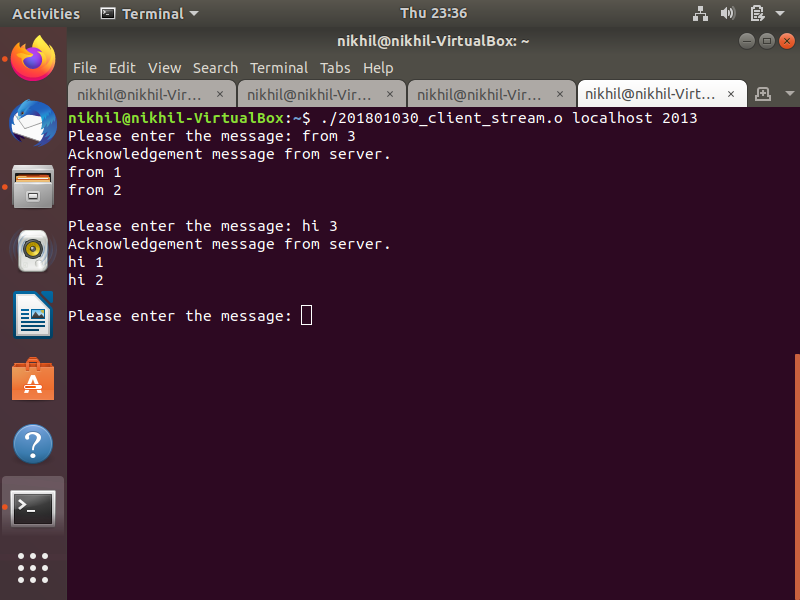 Activities Terminal Thu 23:36
nikhil@nikhil-VirtualBox: ~
File Edit View Search Terminal Tabs Help
nikhil@nikhil-Vir... × nikhil@nikhil-Vir... × nikhil@nikhil-Vir... × nikhil@nikhil-Virt... ×
nikhil@nikhil-VirtualBox:~$ ./201801030_client_stream.o localhost 2013
Please enter the message: from 3
Acknowledgement message from server.
from 1
from 2
Please enter the message: hi 3
Acknowledgement message from server.
hi 1
hi 2
Please enter the message: